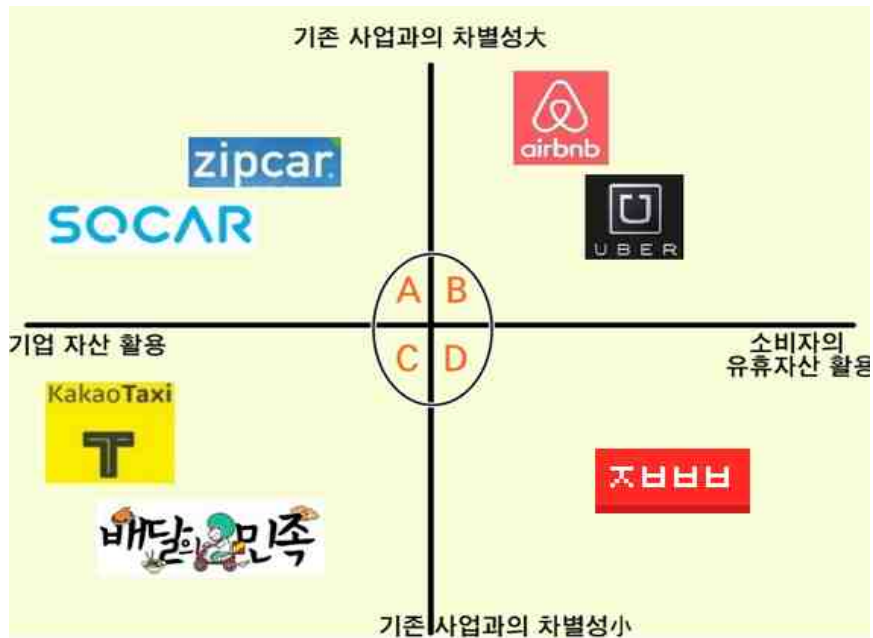 기존 사업과의 차별성大
airbnb
zipcar.
UBER
SOCAR
A B
기업 자산 활용
소비자의
유휴자산 활용
C D
KakaoTaxi
T
ㅈㅂㅂㅂ
배달의민족
기존 사업과의 차별성小